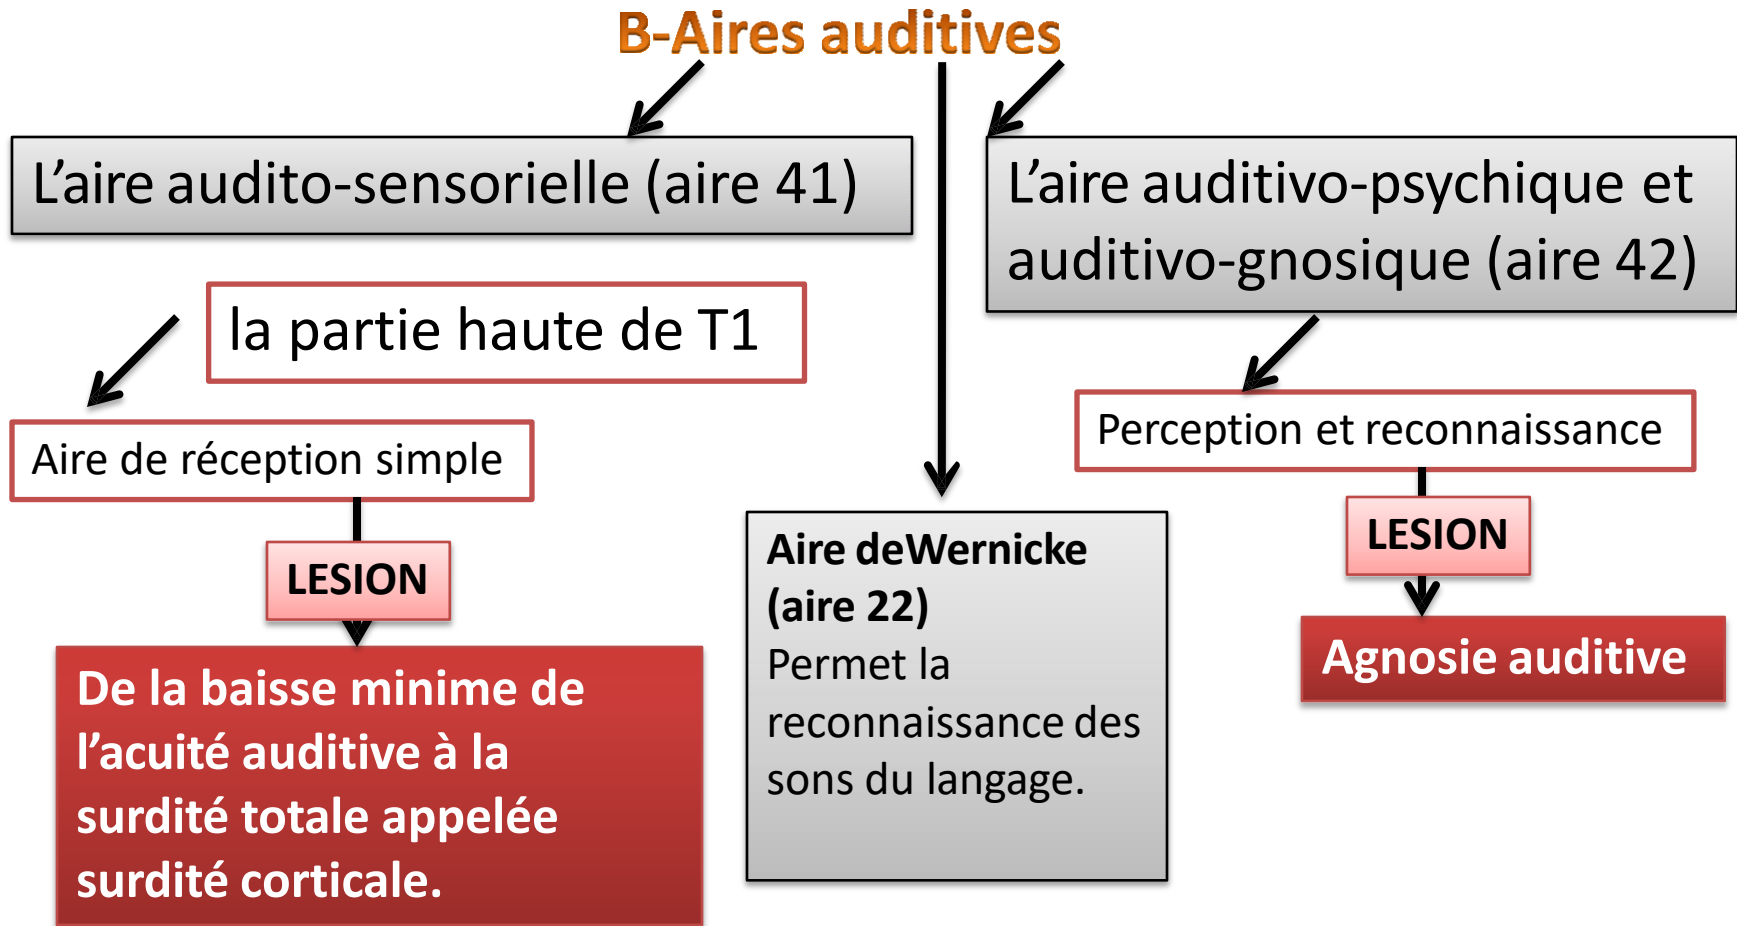 B-Aires auditives
L'aire audito-sensorielle (aire 41)
la partie haute de T1
Aire de réception simple
LESION
De la baisse minime de
l'acuité auditive à la
surdité totale appelée
surdité corticale.
Aire deWernicke
(aire 22)
Permet la
reconnaissance des
sons du langage.
L'aire auditivo-psychique et
auditivo-gnosique (aire 42)
Perception et reconnaissance
LESION
Agnosie auditive